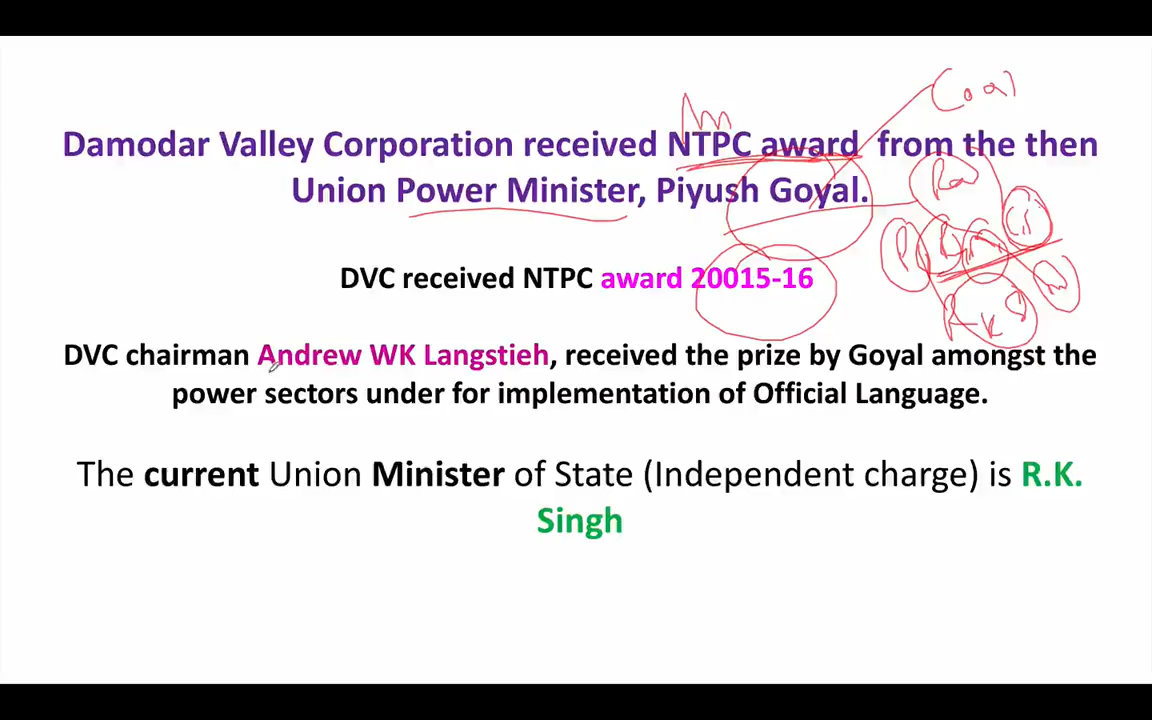 Coal
Damodar Valley Corporation received NTPC award from the then
Union Power Minister, Piyush Goyal.
DVC received NTPC award 20015-16
DVC chairman Andrew WK Langstieh, received the prize by Goyal amongst the
power sectors under for implementation of Official Language.
The current Union Minister of State (Independent charge) is R.K.
Singh